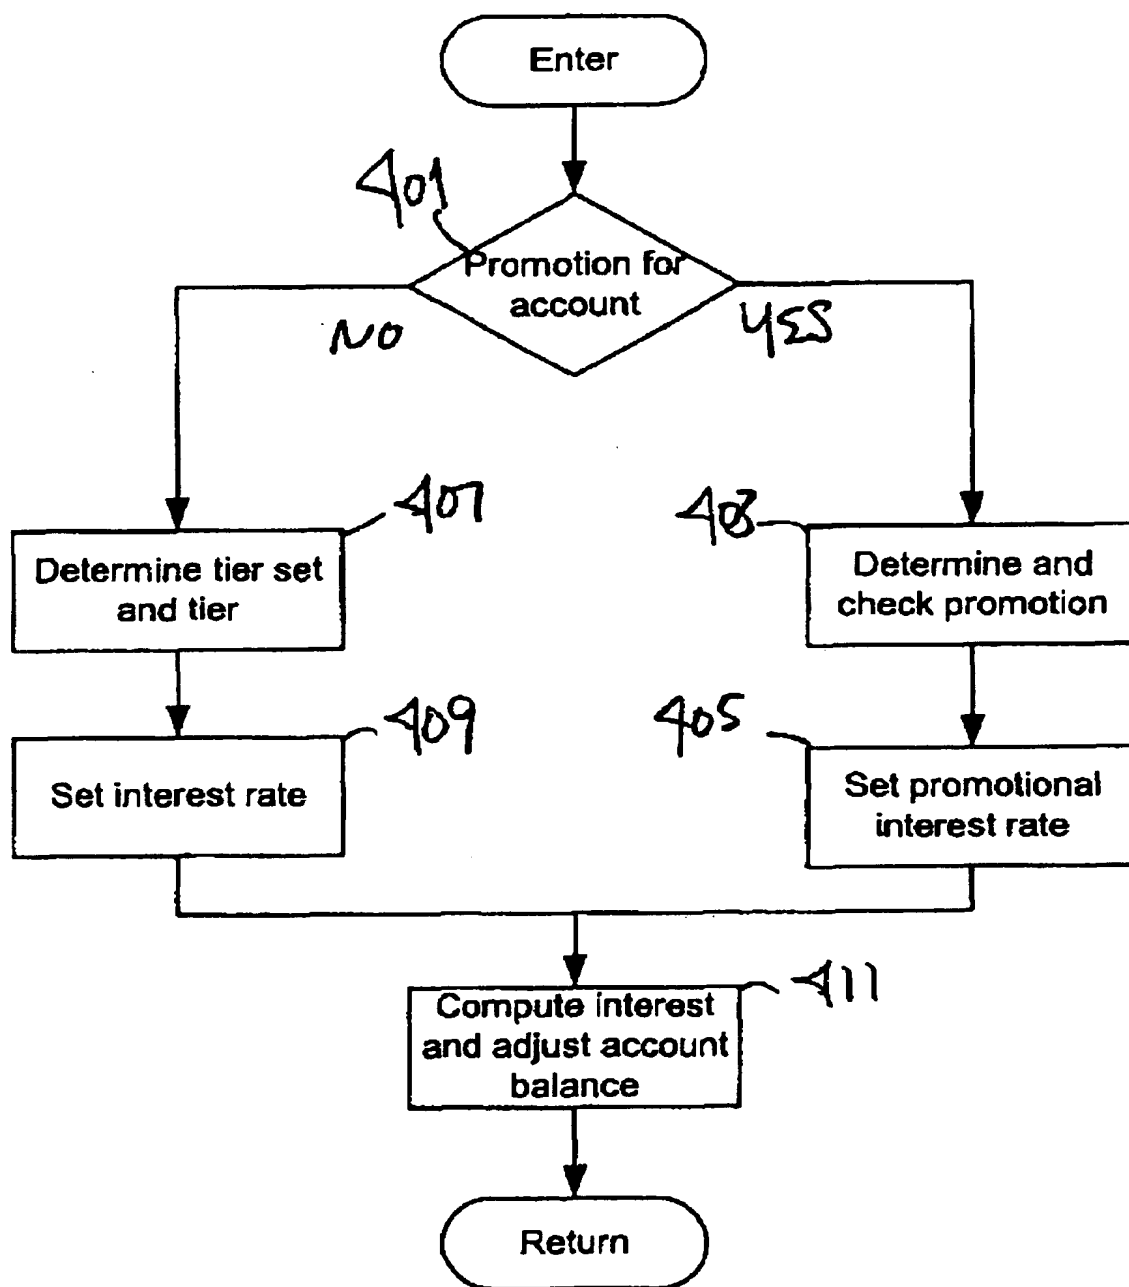 Enter
401
Promotion for
account
NO
YES
407
403
Determine tier set
and tier
Determine and
check promotion
409
405
Set interest rate
Set promotional
interest rate
411
Compute interest
and adjust account
balance
Return